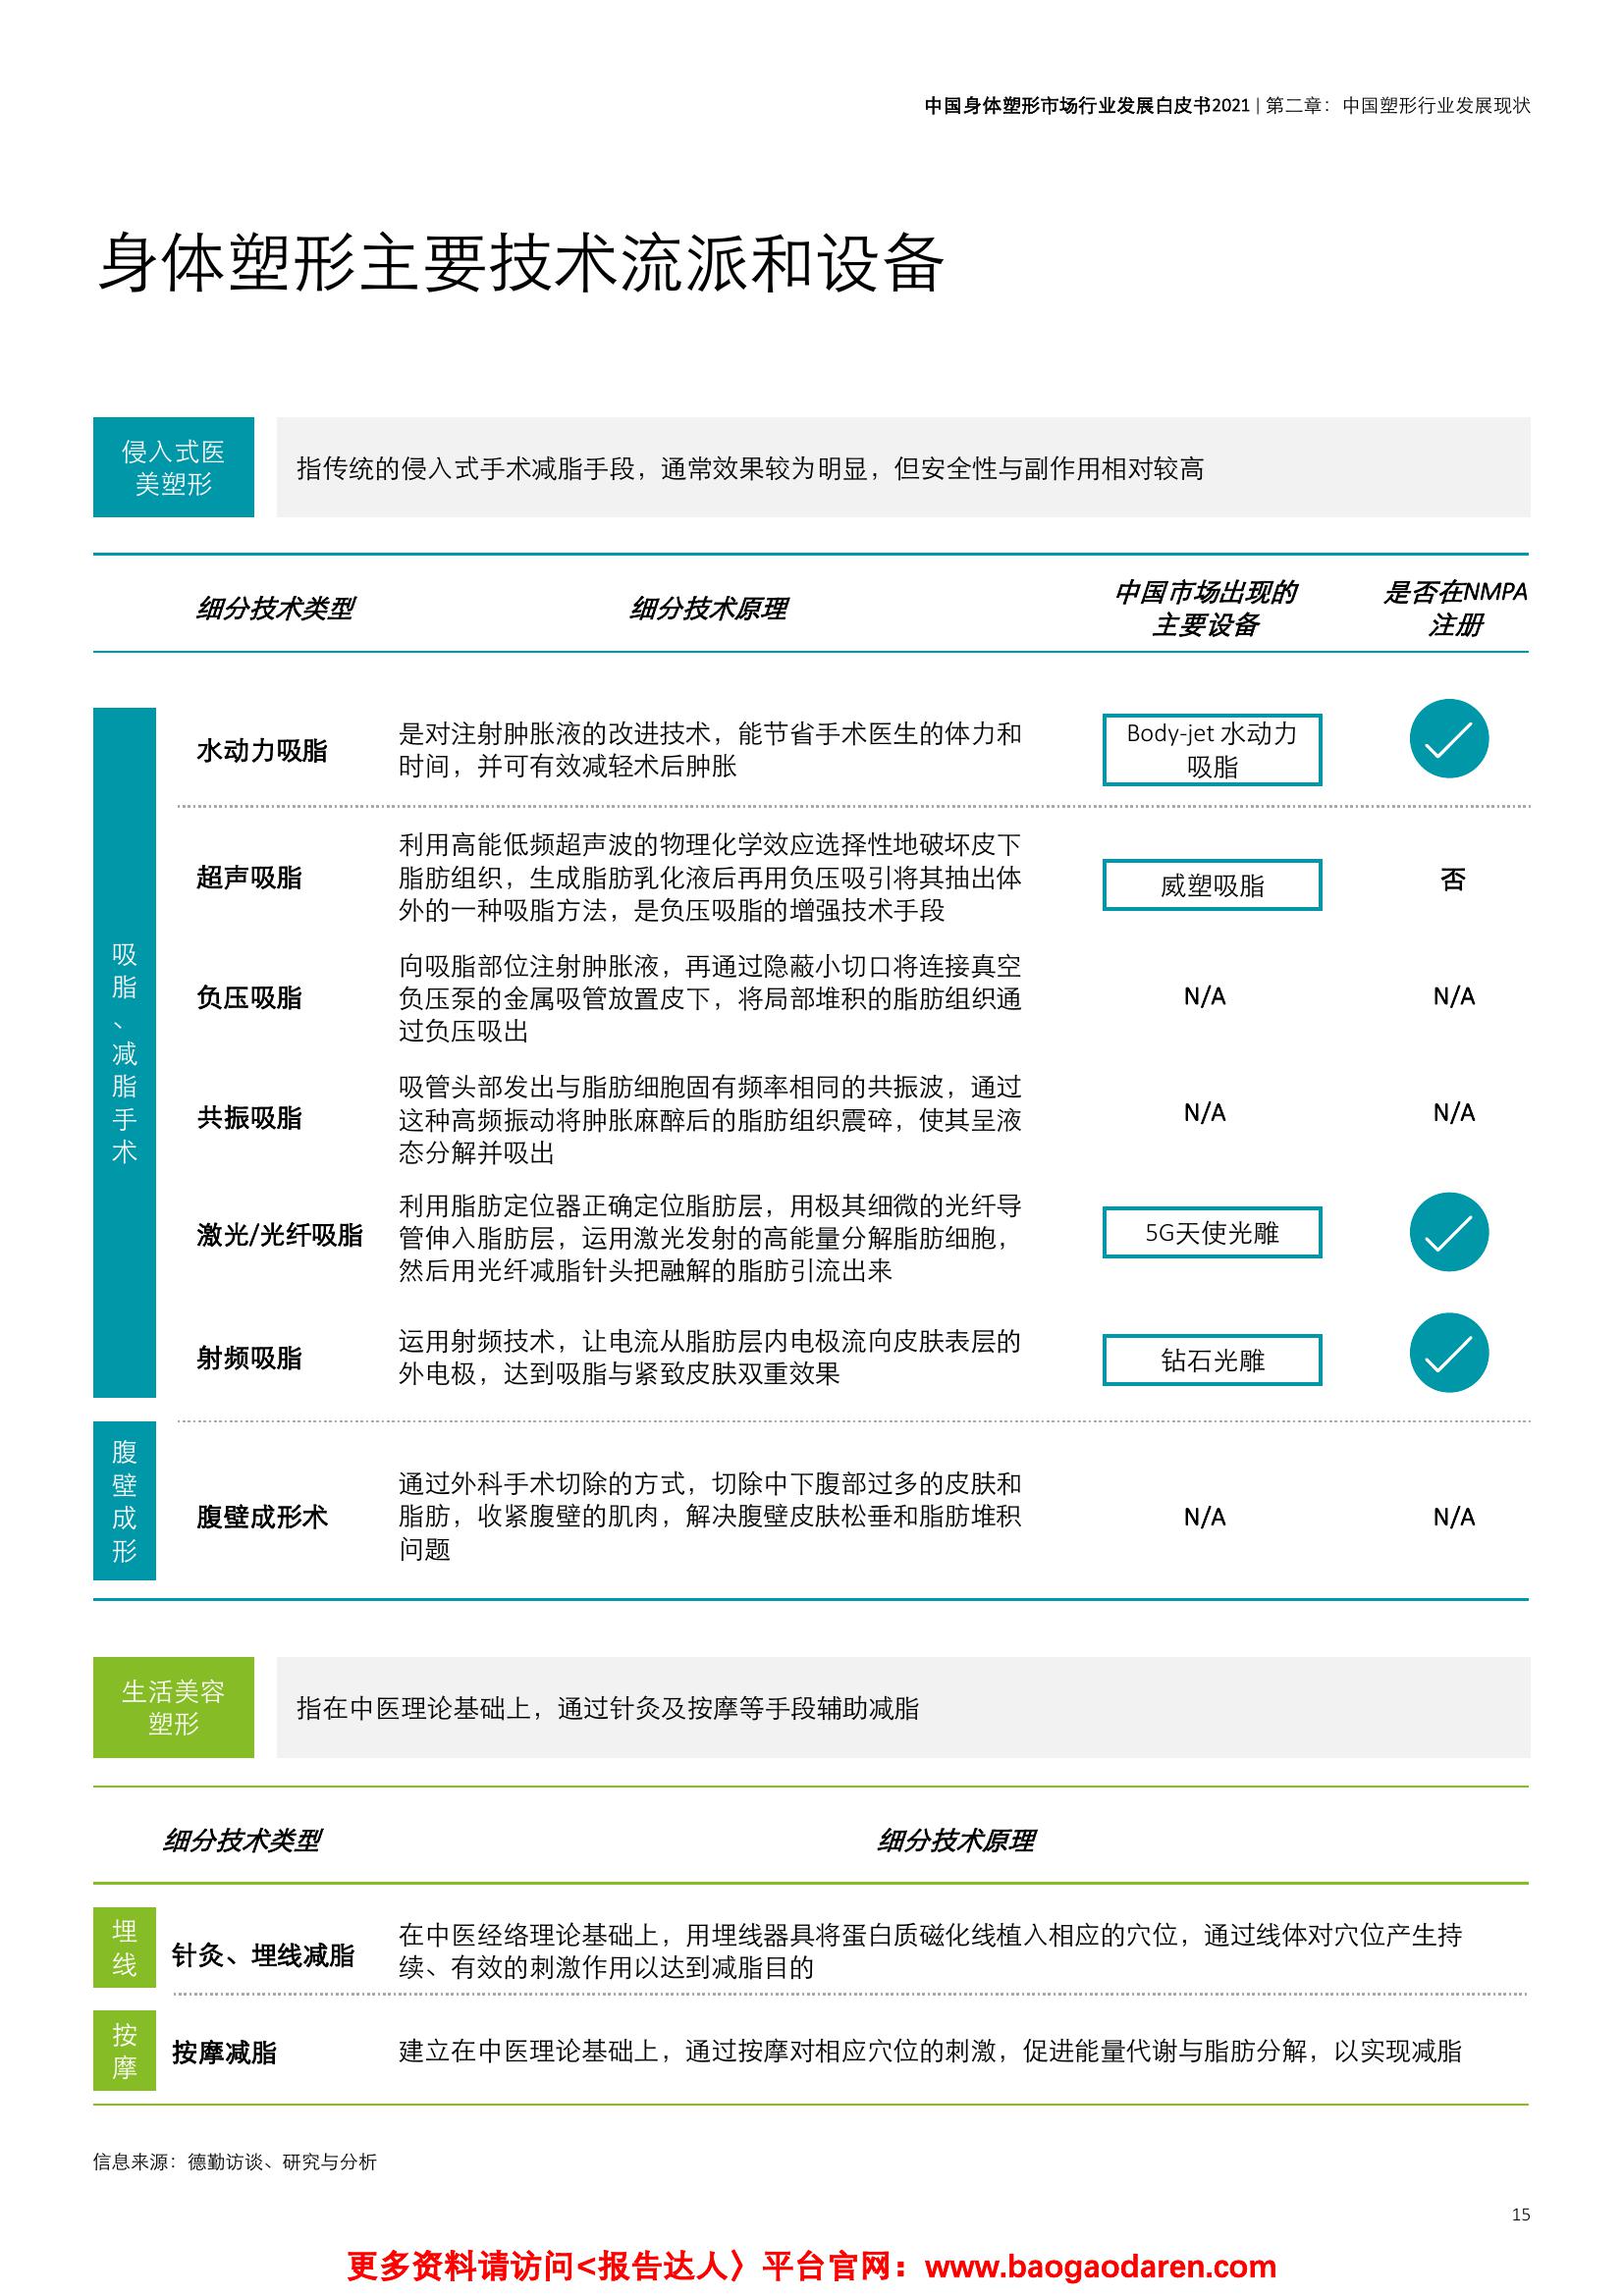 中国身体塑形市场行业发展白皮书2021 | 第二章：中国塑形行业发展现状
身体塑形主要技术流派和设备
侵入式医
美塑形
指传统的侵入式手术减脂手段，通常效果较为明显，但安全性与副作用相对较高
细分技术类型
细分技术原理
中国市场出现的
主要设备
是否在NMPA
注册
吸脂、减脂手术
水动力吸脂
是对注射肿胀液的改进技术，能节省手术医生的体力和
时间，并可有效减轻术后肿胀
Body-jet 水动力
吸脂
超声吸脂
利用高能低频超声波的物理化学效应选择性地破坏皮下
脂肪组织，生成脂肪乳化液后再用负压吸引将其抽出体
外的一种吸脂方法，是负压吸脂的增强技术手段
威塑吸脂
否
负压吸脂
向吸脂部位注射肿胀液，再通过隐蔽小切口将连接真空
负压泵的金属吸管放置皮下，将局部堆积的脂肪组织通
过负压吸出
N/A
N/A
共振吸脂
吸管头部发出与脂肪细胞固有频率相同的共振波，通过
这种高频振动将肿胀麻醉后的脂肪组织震碎，使其呈液
态分解并吸出
N/A
N/A
激光/光纤吸脂
利用脂肪定位器正确定位脂肪层，用极其细微的光纤导
管伸入脂肪层，运用激光发射的高能量分解脂肪细胞，
然后用光纤减脂针头把融解的脂肪引流出来
5G天使光雕
射频吸脂
运用射频技术，让电流从脂肪层内电极流向皮肤表层的
外电极，达到吸脂与紧致皮肤双重效果
钻石光雕
腹壁成形
腹壁成形术
通过外科手术切除的方式，切除中下腹部过多的皮肤和
脂肪，收紧腹壁的肌肉，解决腹壁皮肤松垂和脂肪堆积
问题
N/A
N/A
生活美容
塑形
指在中医理论基础上，通过针灸及按摩等手段辅助减脂
细分技术类型
细分技术原理
埋线
针灸、埋线减脂
在中医经络理论基础上，用埋线器具将蛋白质磁化线植入相应的穴位，通过线体对穴位产生持
续、有效的刺激作用以达到减脂目的
按摩
按摩减脂
建立在中医理论基础上，通过按摩对相应穴位的刺激，促进能量代谢与脂肪分解，以实现减脂
信息来源：德勤访谈、研究与分析
15
更多资料请访问<报告达人〉平台官网：www.baogaodaren.com